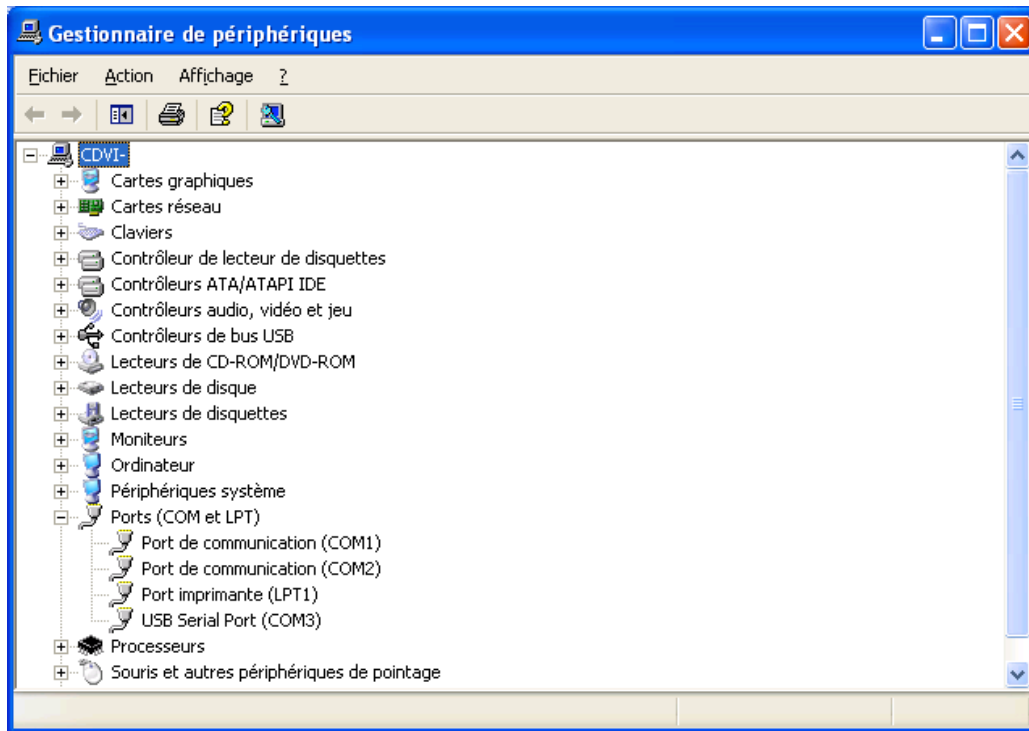 Gestionnaire de périphériques
Fichier Action Affichage ?
CDVI-
Cartes graphiques
Cartes réseau
Claviers
Contrôleur de lecteur de disquettes
Contrôleurs ATA/ATAPI IDE
Contrôleurs audio, vidéo et jeu
Contrôleurs de bus USB
Lecteurs de CD-ROM/DVD-ROM
Lecteurs de disque
Lecteurs de disquettes
Moniteurs
Ordinateur
Périphériques système
Ports (COM et LPT)
Port de communication (COM1)
Port de communication (COM2)
Port imprimante (LPT1)
USB Serial Port (COM3)
Processeurs
Souris et autres périphériques de pointage